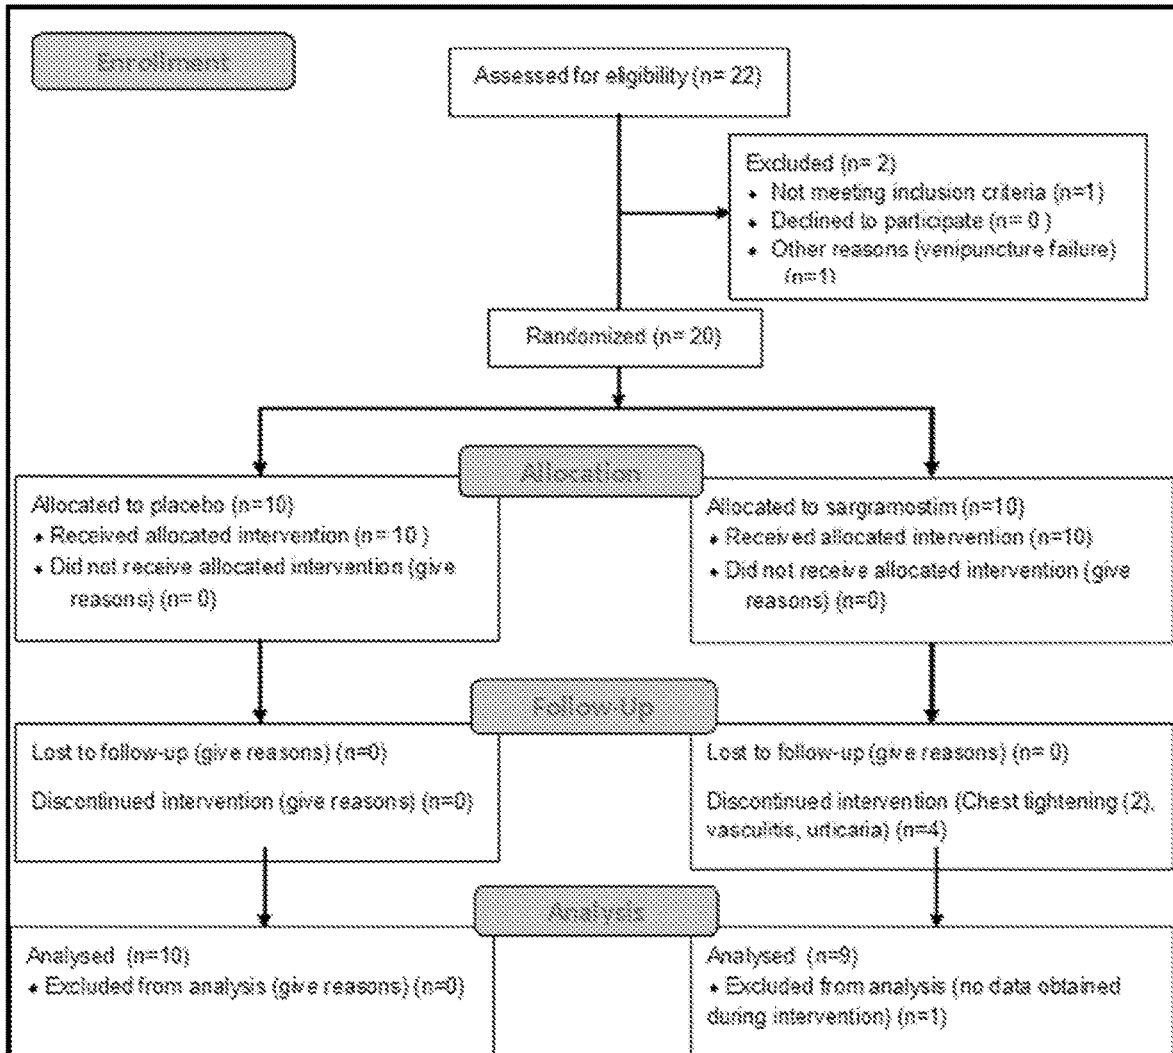 Enrollment
Assessed for eligibility (n= 22)
Excluded (n= 2)
♦ Not meeting inclusion criteria (n=1)
♦ Declined to participate (n= 0 )
♦ Other reasons (venipuncture failure)
(n=1)
Randomized (n= 20)
Allocation
Allocated to placebo (n=10)
♦ Received allocated intervention (n= 10 )
♦ Did not receive allocated intervention (give
reasons) (n= 0)
Allocated to sargramostim (n=10)
♦ Received allocated intervention (n=10)
♦ Did not receive allocated intervention (give
reasons) (n=0)
Follow-Up
Lost to follow-up (give reasons) (n=0)
Discontinued intervention (give reasons) (n=0)
Lost to follow-up (give reasons) (n= 0)
Discontinued intervention (Chest tightening (2),
vasculitis, urticaria) (n=4)
Analysis
Analysed (n=10)
♦ Excluded from analysis (give reasons) (n=0)
Analysed (n=9)
♦ Excluded from analysis (no data obtained
during intervention) (n=1)